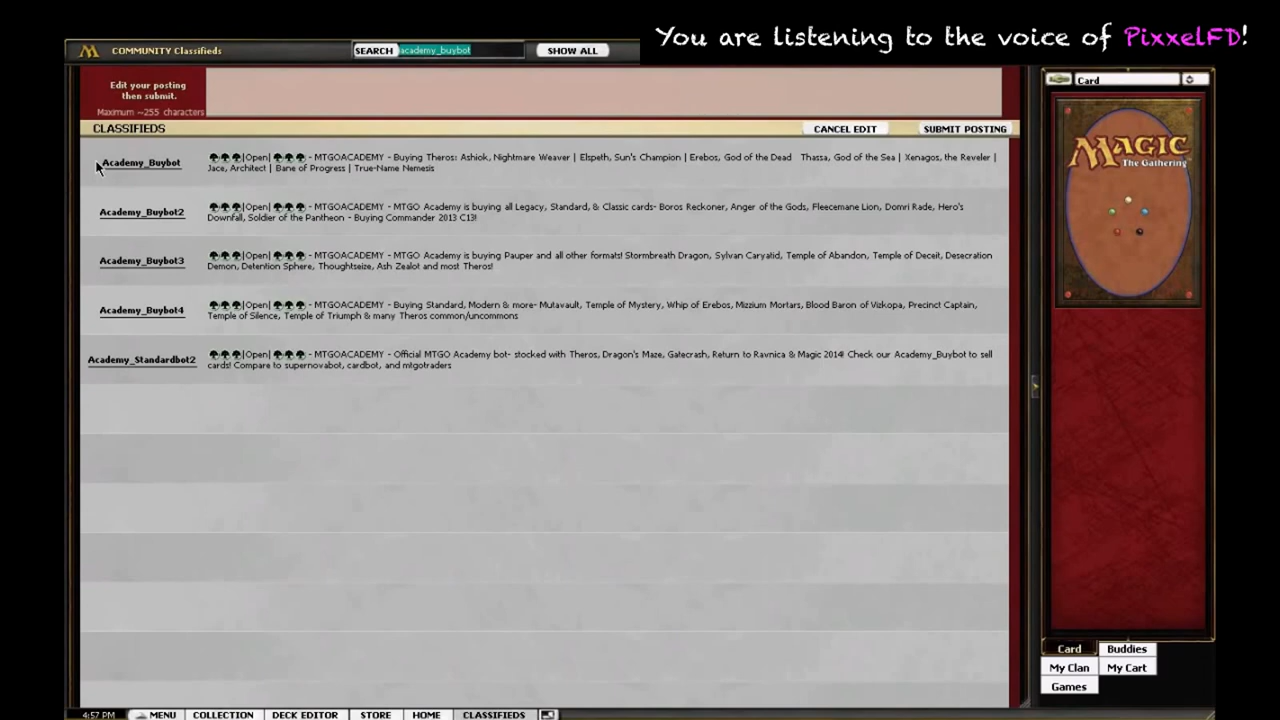 You are listening to the voice of PixxelFD!
COMMUNITY Classifieds
SEARCH academy_buybot
SHOW ALL
Edit your posting
then submit.
Maximum ~255 characters
CLASSIFIEDS
CANCEL EDIT
SUBMIT POSTING
Academy_Buybot
|Open| - MTGOACADEMY - Buying Theros: Ashiok, Nightmare Weaver | Elspeth, Sun's Champion | Erebos, God of the Dead Thassa, God of the Sea | Xenagos, the Reveler |
Jace, Architect | Bane of Progress | True-Name Nemesis
Academy_Buybot2
|Open| - MTGOACADEMY - MTGO Academy is buying all Legacy, Standard, & Classic cards- Boros Reckoner, Anger of the Gods, Fleecemane Lion, Domri Rade, Hero's
Downfall, Soldier of the Pantheon - Buying Commander 2013 C13!
Academy_Buybot3
|Open| - MTGOACADEMY - MTGO Academy is buying Pauper and all other formats! Stormbreath Dragon, Sylvan Caryatid, Temple of Abandon, Temple of Deceit, Desecration
Demon, Detention Sphere, Thoughtseize, Ash Zealot and most Theros!
Academy_Buybot4
|Open| - MTGOACADEMY - Buying Standard, Modern & more- Mutavault, Temple of Mystery, Whip of Erebos, Mizzium Mortars, Blood Baron of Vizkopa, Precinct Captain,
Temple of Silence, Temple of Triumph & many Theros common/uncommons
Academy_Standardbot2
|Open| - MTGOACADEMY - Official MTGO Academy bot- stocked with Theros, Dragon's Maze, Gatecrash, Return to Ravnica & Magic 2014! Check our Academy_Buybot to sell
cards! Compare to supernovabot, cardbot, and mtgotraders
Card
MAGIC
The Gathering
Card
Buddies
My Clan
My Cart
Games
4:57 PM
MENU
COLLECTION
DECK EDITOR
STORE
HOME
CLASSIFIEDS